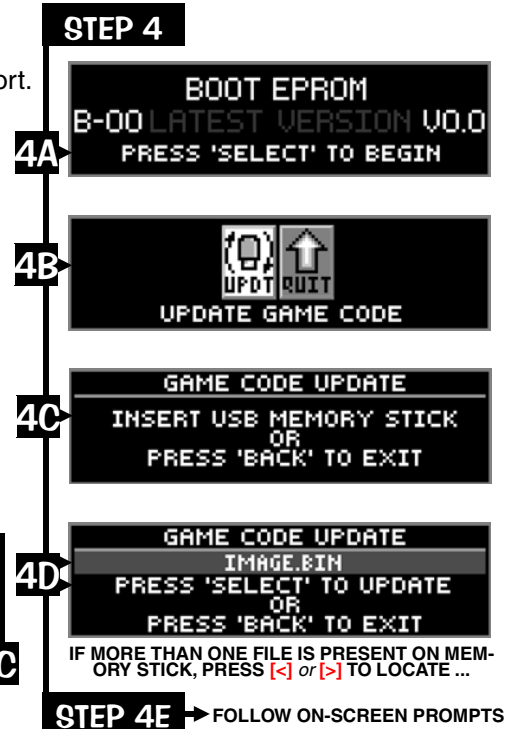 STEP 4
ort.
BOOT EPROM
B-00 LATEST VERSION V0.0
4A
PRESS 'SELECT' TO BEGIN
4B
UPDT QUIT
UPDATE GAME CODE
GAME CODE UPDATE
4C
INSERT USB MEMORY STICK
OR
PRESS 'BACK' TO EXIT
GAME CODE UPDATE
IMAGE.BIN
4D
PRESS 'SELECT' TO UPDATE
OR
PRESS 'BACK' TO EXIT
C
IF MORE THAN ONE FILE IS PRESENT ON MEM-
ORY STICK, PRESS [<] or [>] TO LOCATE ...
STEP 4E FOLLOW ON-SCREEN PROMPTS